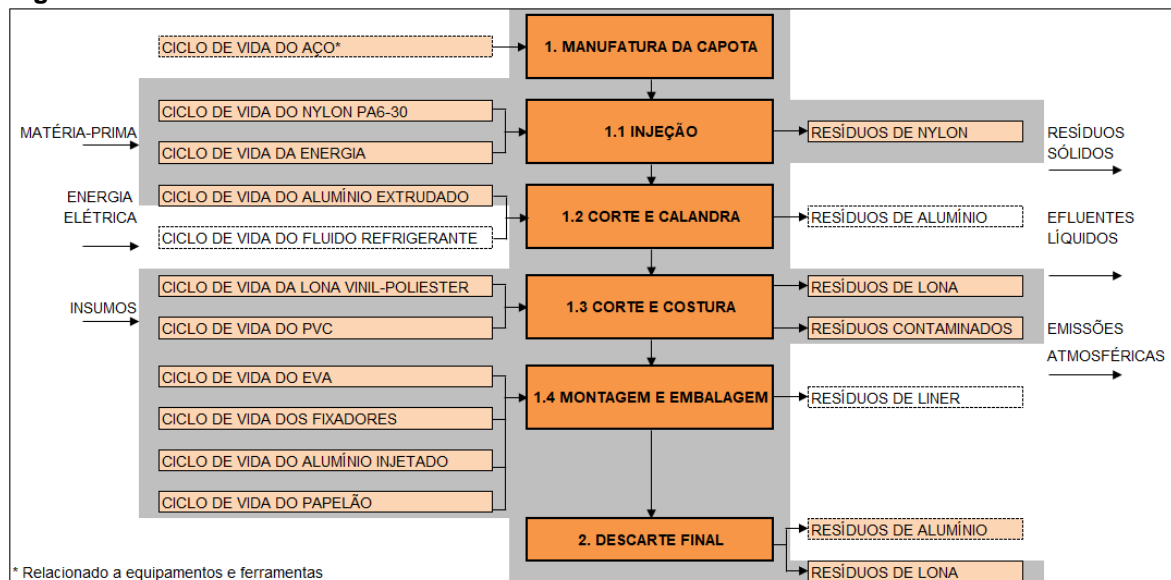 CICLO DE VIDA DO AÇO*
1. MANUFATURA DA CAPOTA
MATÉRIA-PRIMA
CICLO DE VIDA DO NYLON PA6-30
CICLO DE VIDA DA ENERGIA
1.1 INJEÇÃO
RESÍDUOS DE NYLON
RESÍDUOS
SÓLIDOS
ENERGIA
ELÉTRICA
CICLO DE VIDA DO ALUMÍNIO EXTRUDADO
CICLO DE VIDA DO FLUIDO REFRIGERANTE
1.2 CORTE E CALANDRA
RESÍDUOS DE ALUMÍNIO
EFLUENTES
LÍQUIDOS
INSUMOS
CICLO DE VIDA DA LONA VINIL-POLIESTER
CICLO DE VIDA DO PVC
1.3 CORTE E COSTURA
RESÍDUOS DE LONA
RESÍDUOS CONTAMINADOS
EMISSÕES
ATMOSFÉRICAS
CICLO DE VIDA DO EVA
CICLO DE VIDA DOS FIXADORES
CICLO DE VIDA DO ALUMÍNIO INJETADO
CICLO DE VIDA DO PAPELÃO
1.4 MONTAGEM E EMBALAGEM
RESÍDUOS DE LINER
2. DESCARTE FINAL
RESÍDUOS DE ALUMÍNIO
RESÍDUOS DE LONA
* Relacionado a equipamentos e ferramentas